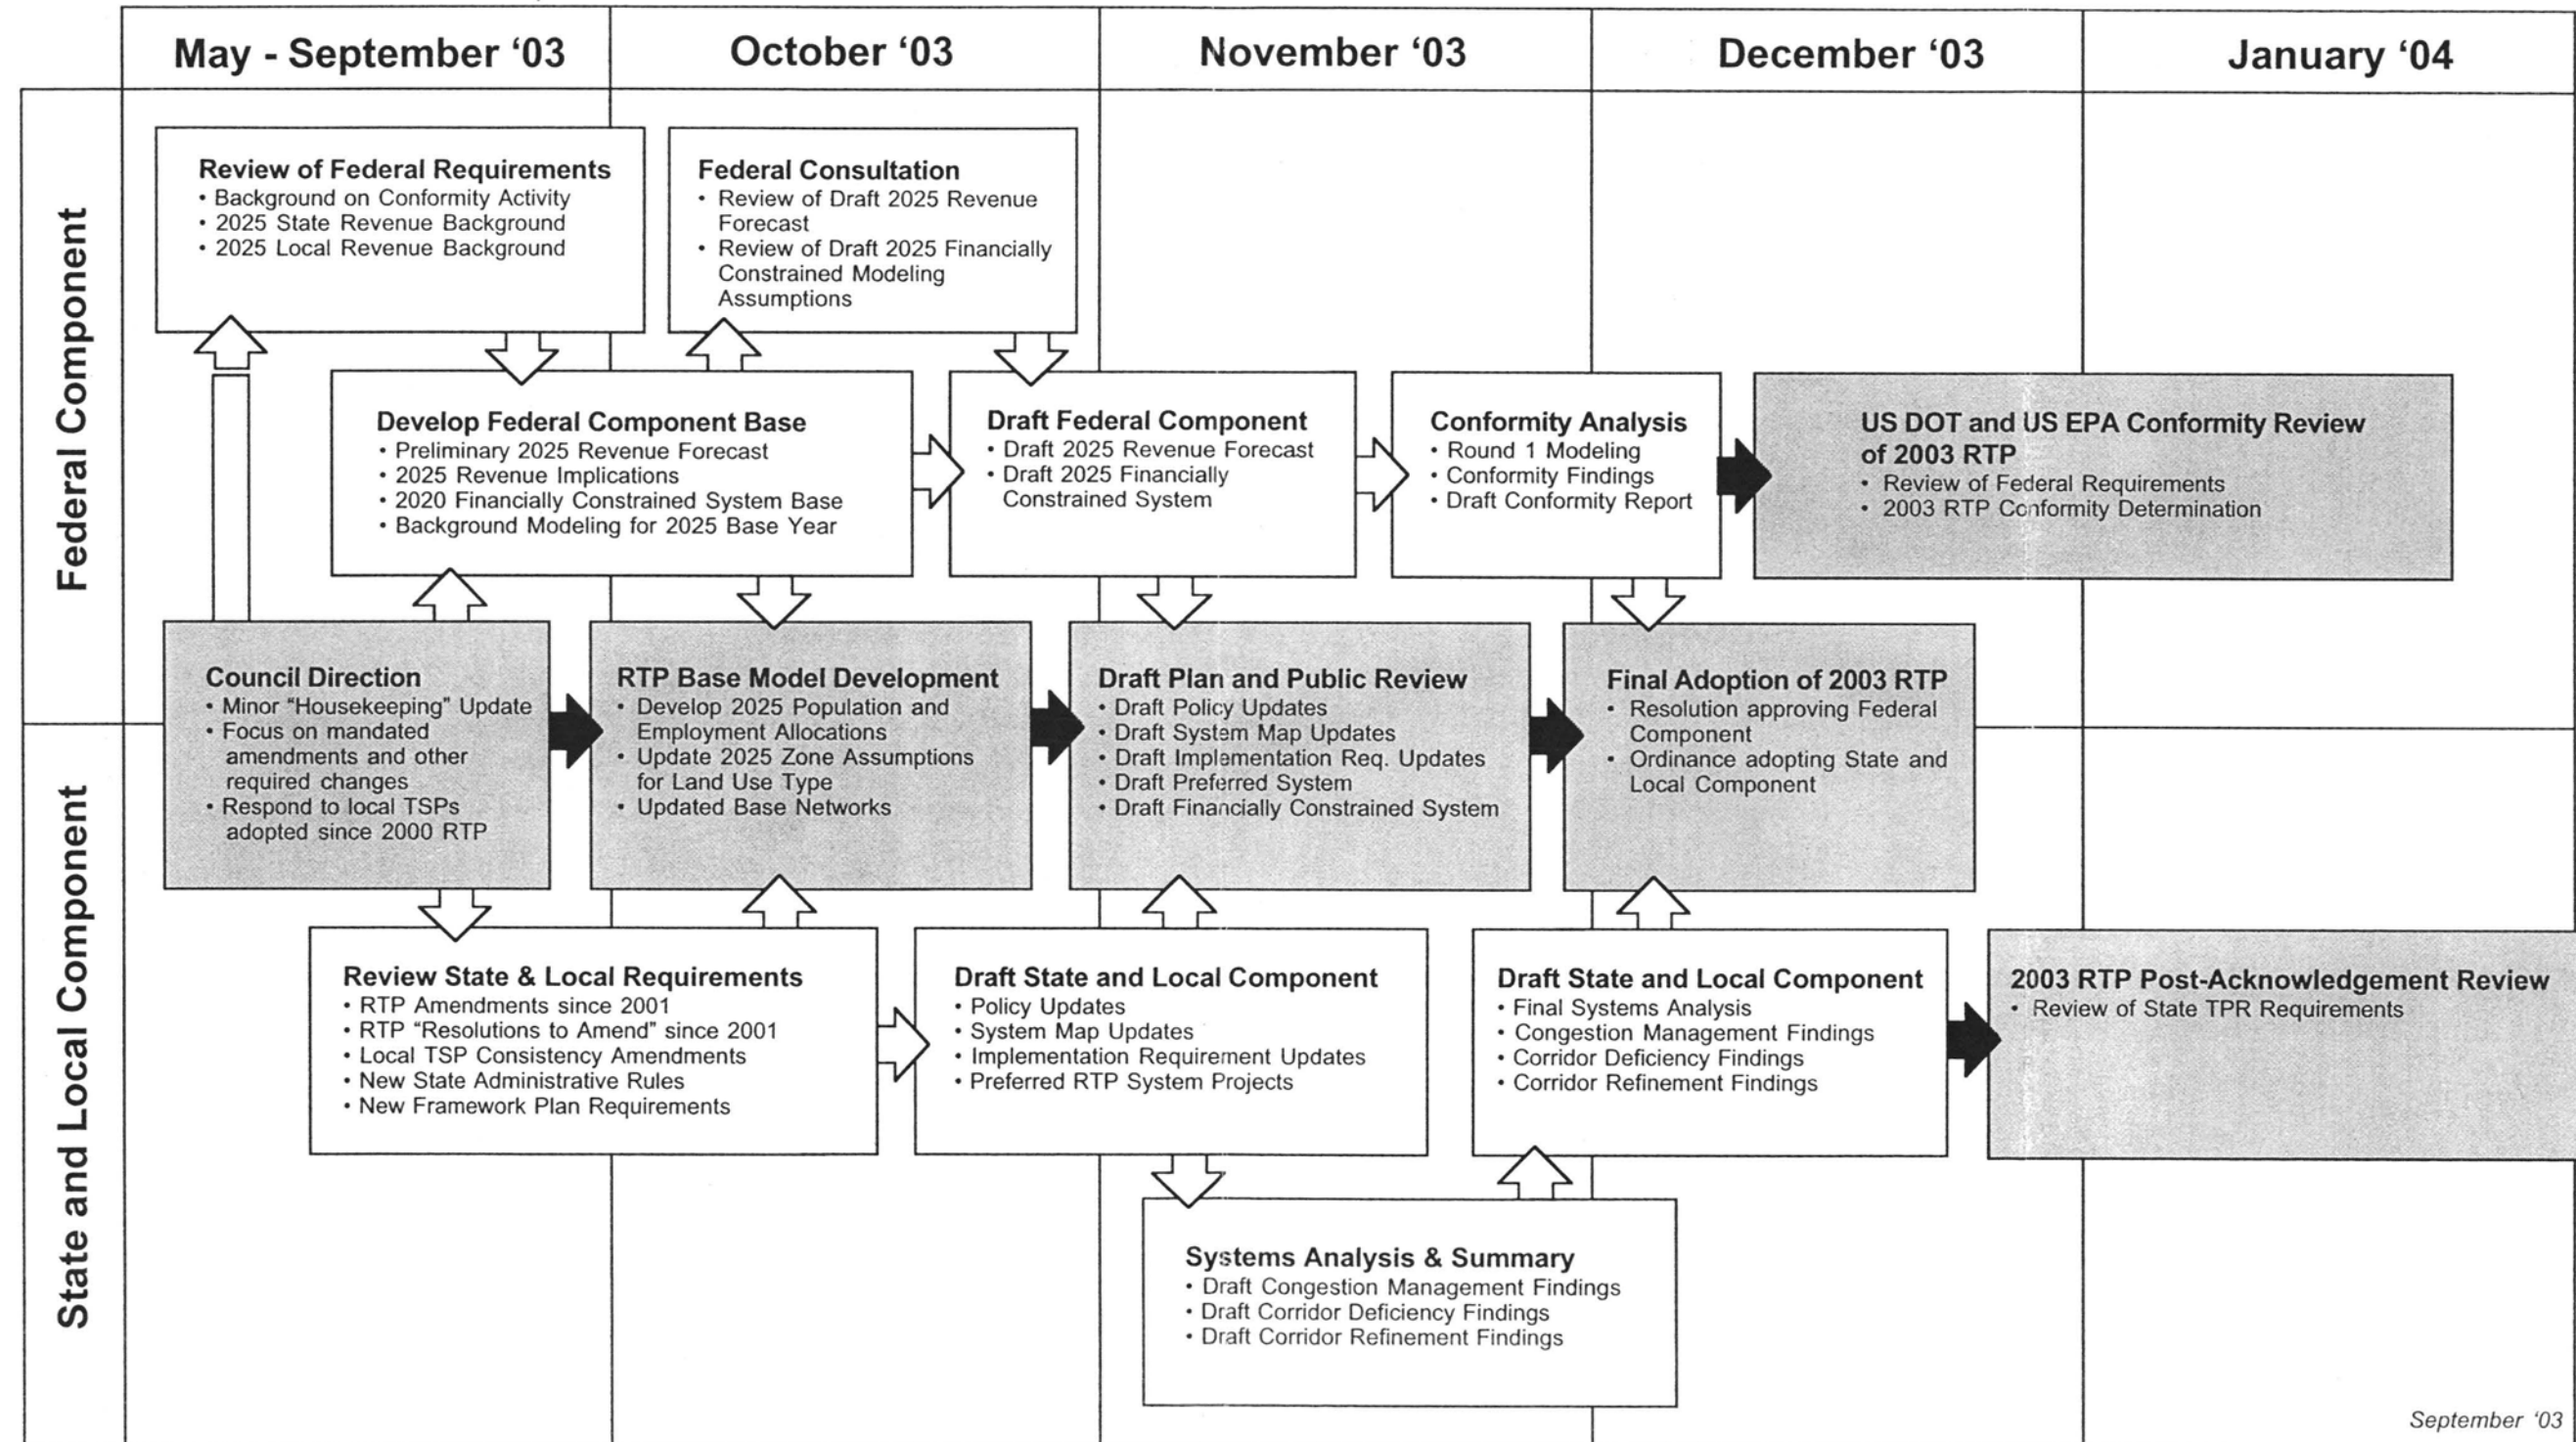 May - September ‘03
October ‘03
November ‘03
December ‘03
January ‘04
Federal Component
Review of Federal Requirements
• Background on Conformity Activity
• 2025 State Revenue Background
• 2025 Local Revenue Background
Federal Consultation
• Review of Draft 2025 Revenue
Forecast
• Review of Draft 2025 Financially
Constrained Modeling
Assumptions
Develop Federal Component Base
• Preliminary 2025 Revenue Forecast
• 2025 Revenue Implications
• 2020 Financially Constrained System Base
• Background Modeling for 2025 Base Year
Draft Federal Component
• Draft 2025 Revenue Forecast
• Draft 2025 Financially
Constrained System
Conformity Analysis
• Round 1 Modeling
• Conformity Findings
• Draft Conformity Report
US DOT and US EPA Conformity Review
of 2003 RTP
• Review of Federal Requirements
• 2003 RTP Conformity Determination
Council Direction
• Minor “Housekeeping” Update
• Focus on mandated
amendments and other
required changes
• Respond to local TSPs
adopted since 2000 RTP
RTP Base Model Development
• Develop 2025 Population and
Employment Allocations
• Update 2025 Zone Assumptions
for Land Use Type
• Updated Base Networks
Draft Plan and Public Review
• Draft Policy Updates
• Draft System Map Updates
• Draft Implementation Req. Updates
• Draft Preferred System
• Draft Financially Constrained System
Final Adoption of 2003 RTP
• Resolution approving Federal
Component
• Ordinance adopting State and
Local Component
State and Local Component
Review State & Local Requirements
• RTP Amendments since 2001
• RTP “Resolutions to Amend” since 2001
• Local TSP Consistency Amendments
• New State Administrative Rules
• New Framework Plan Requirements
Draft State and Local Component
• Policy Updates
• System Map Updates
• Implementation Requirement Updates
• Preferred RTP System Projects
Draft State and Local Component
• Final Systems Analysis
• Congestion Management Findings
• Corridor Deficiency Findings
• Corridor Refinement Findings
2003 RTP Post-Acknowledgement Review
• Review of State TPR Requirements
Systems Analysis & Summary
• Draft Congestion Management Findings
• Draft Corridor Deficiency Findings
• Draft Corridor Refinement Findings
September ‘03